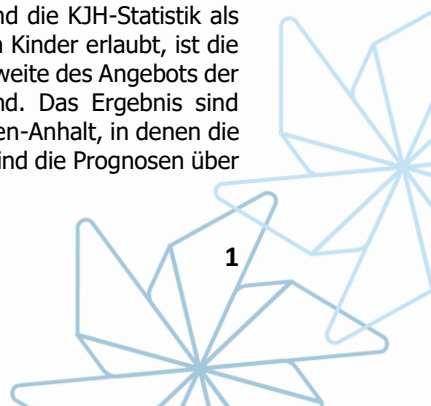 nd die KJH-Statistik als
Kinder erlaubt, ist die
weite des Angebots der
nd. Das Ergebnis sind
en-Anhalt, in denen die
ind die Prognosen über
1